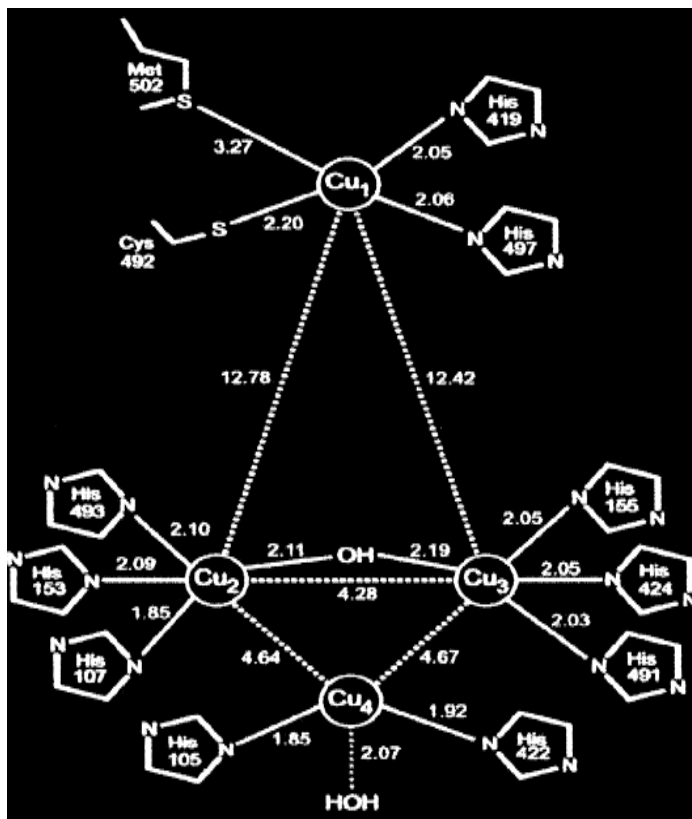 Met
502
S
N
His
419
N
3.27
2.05
Cu1
2.06
S
2.20
N
His
497
N
Cys
492
12.78
12.42
N
His
493
N
N
His
155
N
2.10
2.05
N
His
153
N
2.09
2.11
OH
2.19
2.05
N
His
424
N
Cu2
Cu3
4.28
1.85
2.03
N
His
107
N
N
His
491
N
4.64
4.67
Cu4
N
His
105
N
1.85
1.92
N
His
422
N
2.07
HOH